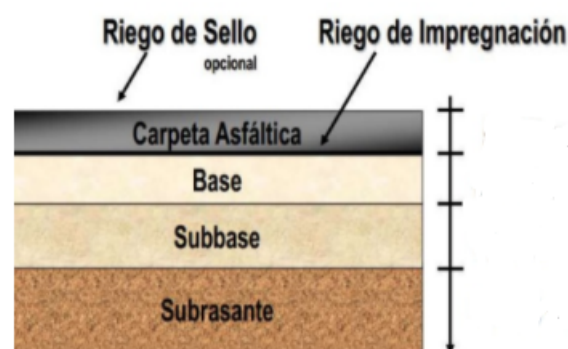 Riego de Sello
opcional
Riego de Impregnación
Carpeta Asfáltica
Base
Subbase
Subrasante